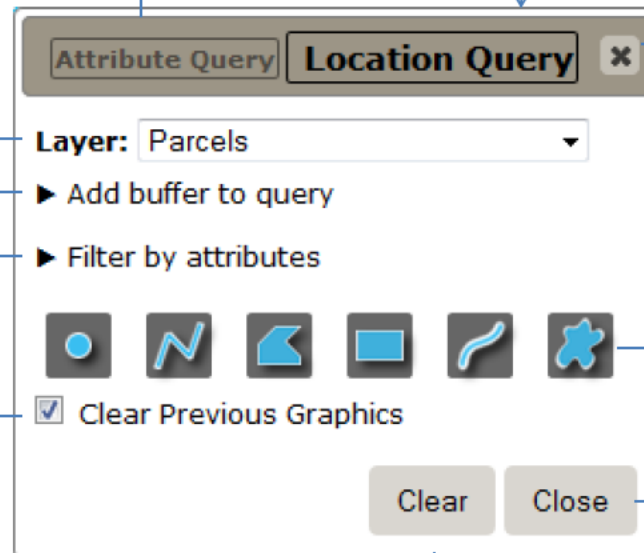 Attribute Query Location Query
Layer: Parcels
Add buffer to query
Filter by attributes
Clear Previous Graphics
Clear Close